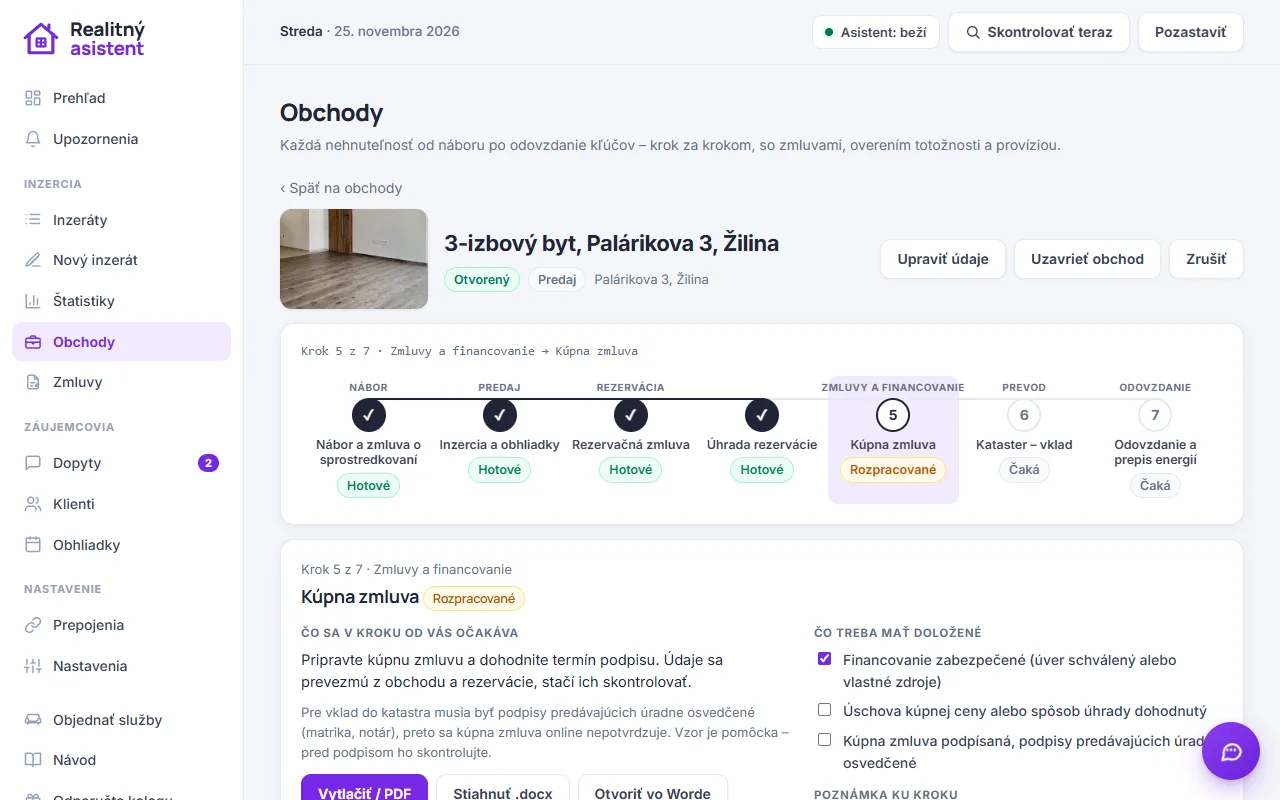 Realitný
asistent
Prehľad
Upozornenia
INZERCIA
Inzeráty
Nový inzerát
Štatistiky
Obchody
Zmluvy
ZÁUJEMCOVIA
Dopyty 2
Klienti
Obhliadky
NASTAVENIE
Prepojenia
Nastavenia
Objednať služby
Návod
Odporučte kolegu
Streda · 25. novembra 2026
Asistent: beží
Skontrolovať teraz
Pozastaviť
Obchody
Každá nehnuteľnosť od náboru po odovzdanie kľúčov – krok za krokom, so zmluvami, overením totožnosti a províziou.
‹ Späť na obchody
3-izbový byt, Palárikova 3, Žilina
Otvorený Predaj Palárikova 3, Žilina
Upraviť údaje
Uzavrieť obchod
Zrušiť
Krok 5 z 7 · Zmluvy a financovanie → Kúpna zmluva
NÁBOR
Nábor a zmluva o
sprostredkovaní
Hotové
PREDAJ
Inzercia a obhliadky
Hotové
REZERVÁCIA
Rezervačná zmluva
Hotové
Úhrada rezervácie
Hotové
ZMLUVY A FINANCOVANIE
5
Kúpna zmluva
Rozpracované
PREVOD
6
Kataster – vklad
Čaká
ODOVZDANIE
7
Odovzdanie a
prepis energií
Čaká
Krok 5 z 7 · Zmluvy a financovanie
Kúpna zmluva Rozpracované
ČO SA V KROKU OD VÁS OČAKÁVA
Pripravte kúpnu zmluvu a dohodnite termín podpisu. Údaje sa
prevezmú z obchodu a rezervácie, stačí ich skontrolovať.
Pre vklad do katastra musia byť podpisy predávajúcich úradne osvedčené
(matrika, notár), preto sa kúpna zmluva online nepotvrdzuje. Vzor je pomôcka –
pred podpisom ho skontrolujte.
Vytlačiť / PDF
Stiahnuť .docx
Otvoriť vo Worde
ČO TREBA MAŤ DOLOŽENÉ
Financovanie zabezpečené (úver schválený alebo
vlastné zdroje)
Úschova kúpnej ceny alebo spôsob úhrady dohodnutý
Kúpna zmluva podpísaná, podpisy predávajúcich úrad
osvedčené
POZNÁMKA KU KROKU